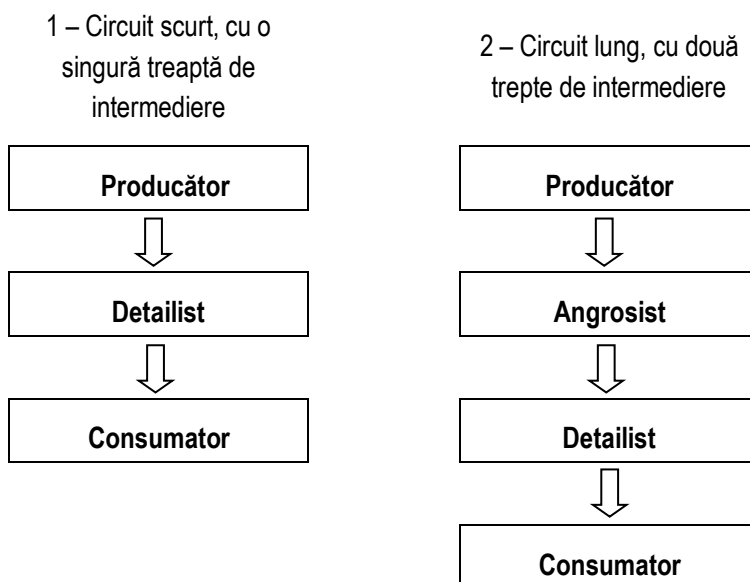 1 – Circuit scurt, cu o
singură treaptă de
intermediere
Producător
Detailist
Consumator
2 – Circuit lung, cu două
trepte de intermediere
Producător
Angrosist
Detailist
Consumator